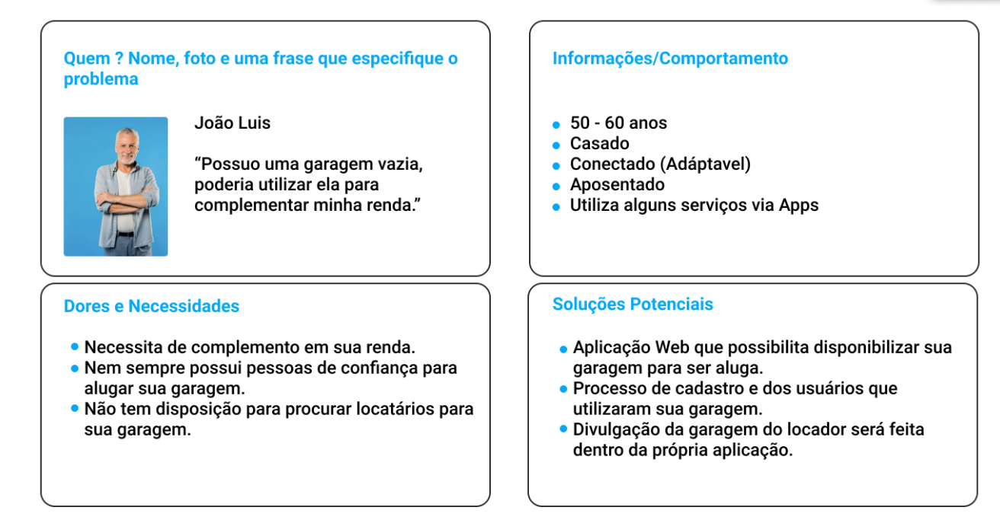 Quem ? Nome, foto e uma frase que especifique o
problema
João Luis
“Possuo uma garagem vazia,
poderia utilizar ela para
complementar minha renda.”
Informações/Comportamento
50 - 60 anos
Casado
Conectado (Adáptavel)
Aposentado
Utiliza alguns serviços via Apps
Dores e Necessidades
Necessita de complemento em sua renda.
Nem sempre possui pessoas de confiança para
alugar sua garagem.
Não tem disposição para procurar locatários para
sua garagem.
Soluções Potenciais
Aplicação Web que possibilita disponibilizar sua
garagem para ser aluga.
Processo de cadastro e dos usuários que
utilizaram sua garagem.
Divulgação da garagem do locador será feita
dentro da própria aplicação.